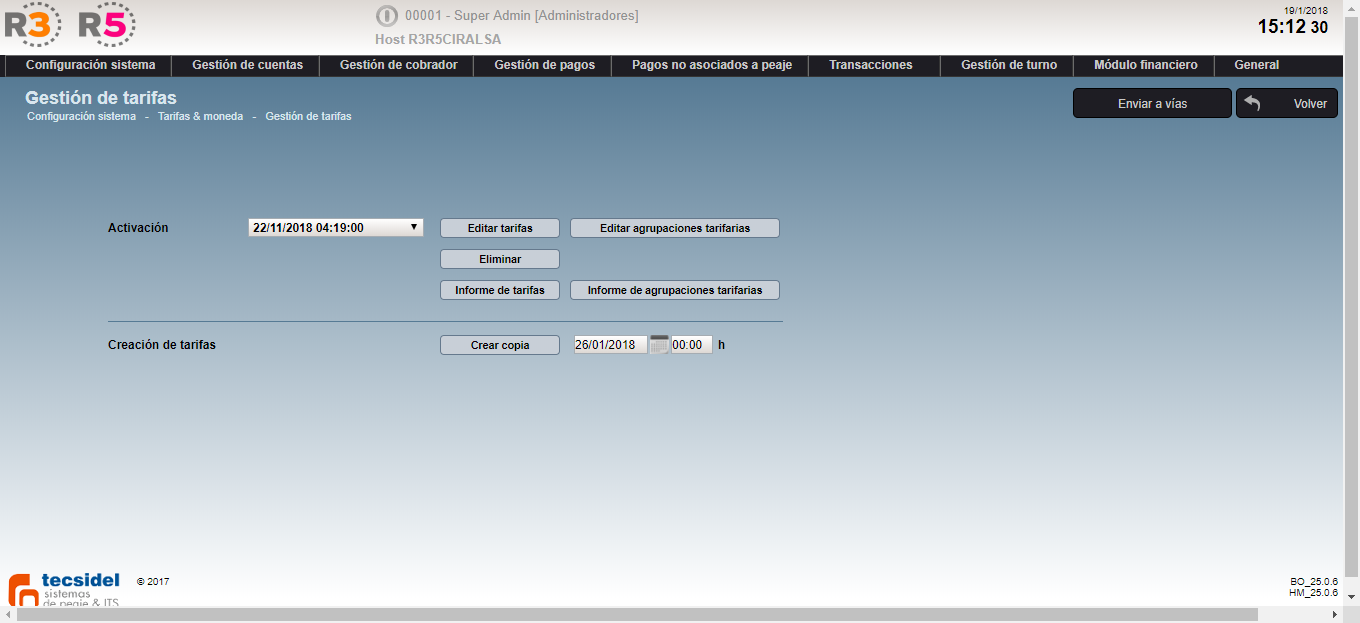 R3 R5
00001 - Super Admin [Administradores]
Host R3R5CIRALSA
19/1/2018
15:12 30
Configuración sistema Gestión de cuentas Gestión de cobrador Gestión de pagos Pagos no asociados a peaje Transacciones Gestión de turno Módulo financiero General
Gestión de tarifas
Configuración sistema - Tarifas & moneda - Gestión de tarifas
Enviar a vías Volver
Activación 22/11/2018 04:19:00 Editar tarifas Editar agrupaciones tarifarias
Eliminar
Informe de tarifas Informe de agrupaciones tarifarias
Creación de tarifas Crear copia 26/01/2018 00:00 h
tecsidel © 2017
sistemas
de peaje & ITS
BO_25.0.6
HM_25.0.6